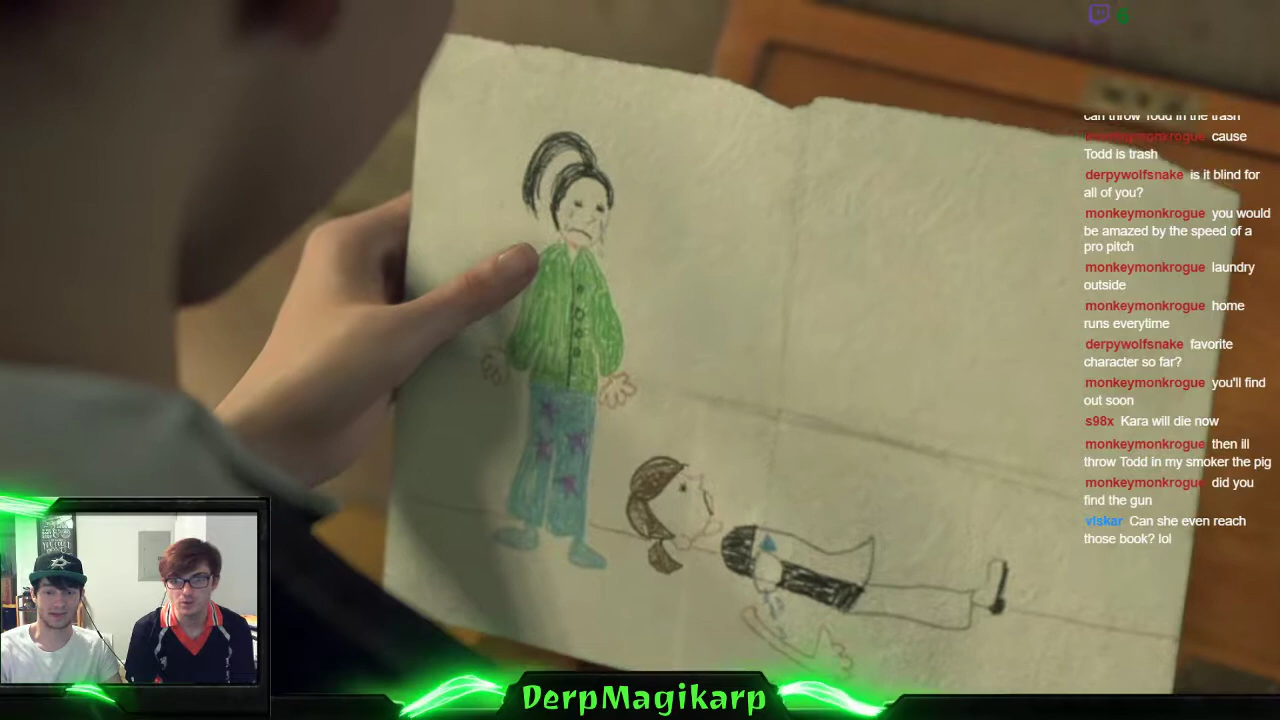 can throw Todd in the trash
monkeymonkrogue cause
Todd is trash
derpywolfsnake is it blind for
all of you?
monkeymonkrogue you would
be amazed by the speed of a
pro pitch
monkeymonkrogue laundry
outside
monkeymonkrogue home
runs everytime
derpywolfsnake favorite
character so far?
monkeymonkrogue you'll find
out soon
s98x Kara will die now
monkeymonkrogue then ill
throw Todd in my smoker the pig
monkeymonkrogue did you
find the gun
viskar Can she even reach
those book? lol
DerpMagikarp